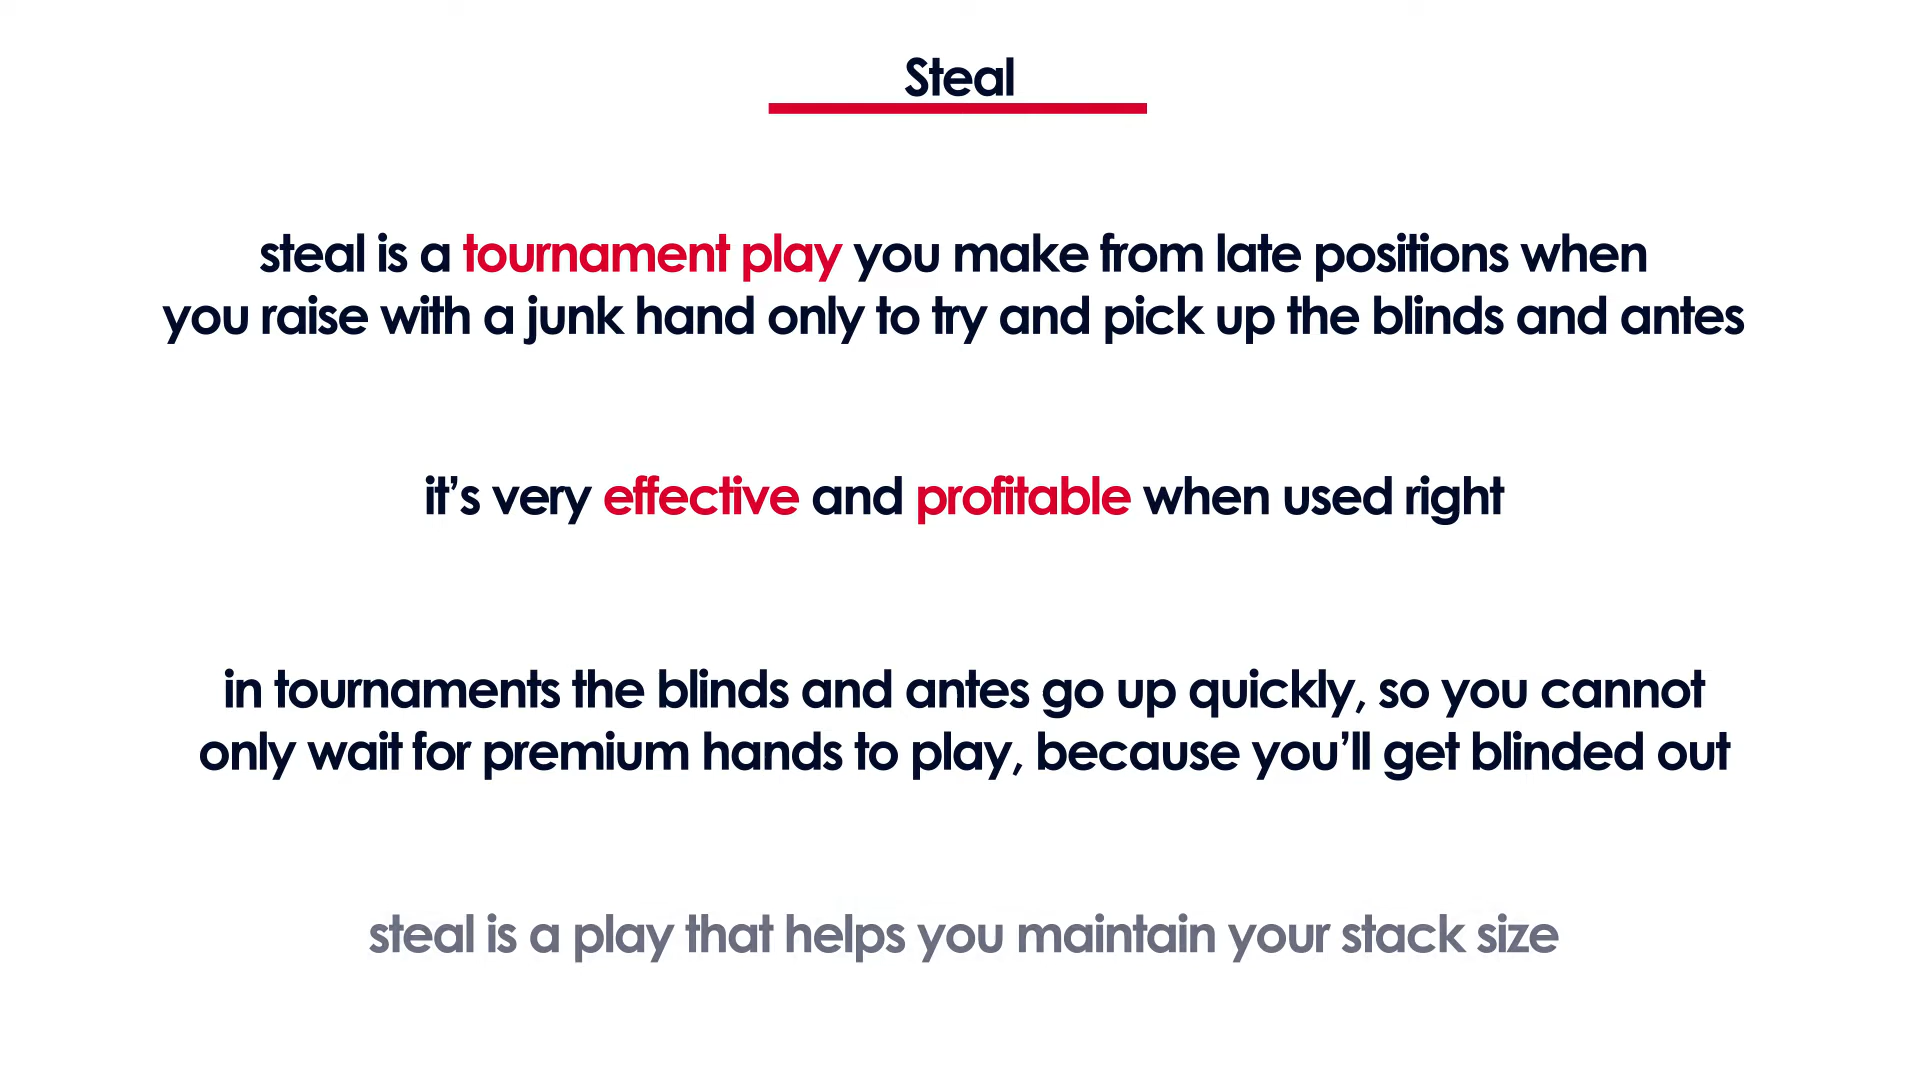 Steal
steal is a tournament play you make from late positions when
you raise with a junk hand only to try and pick up the blinds and antes
it’s very effective and profitable when used right
in tournaments the blinds and antes go up quickly, so you cannot
only wait for premium hands to play, because you’ll get blinded out
steal is a play that helps you maintain your stack size